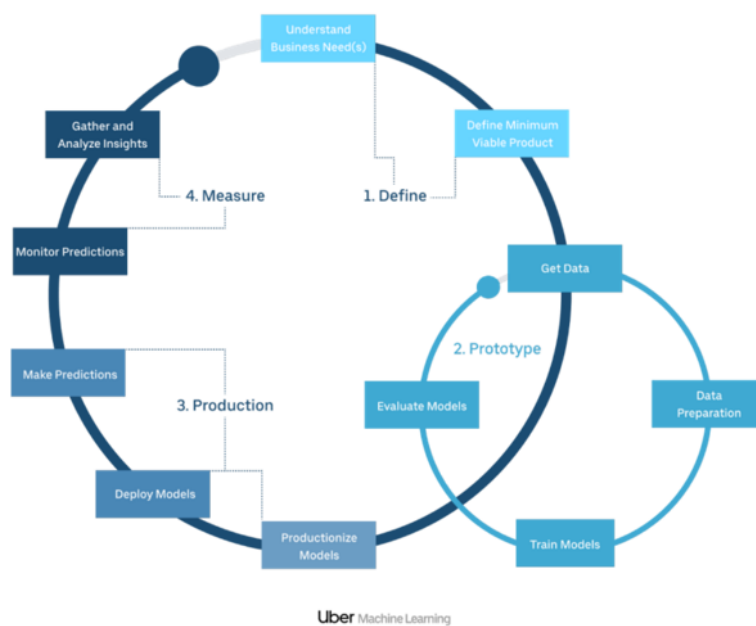 Understand
Business Need(s)
Define Minimum
Viable Product
Gather and
Analyze Insights
4. Measure
1. Define
Monitor Predictions
Get Data
2. Prototype
Make Predictions
3. Production
Evaluate Models
Data
Preparation
Deploy Models
Productionize
Models
Train Models
Uber Machine Learning